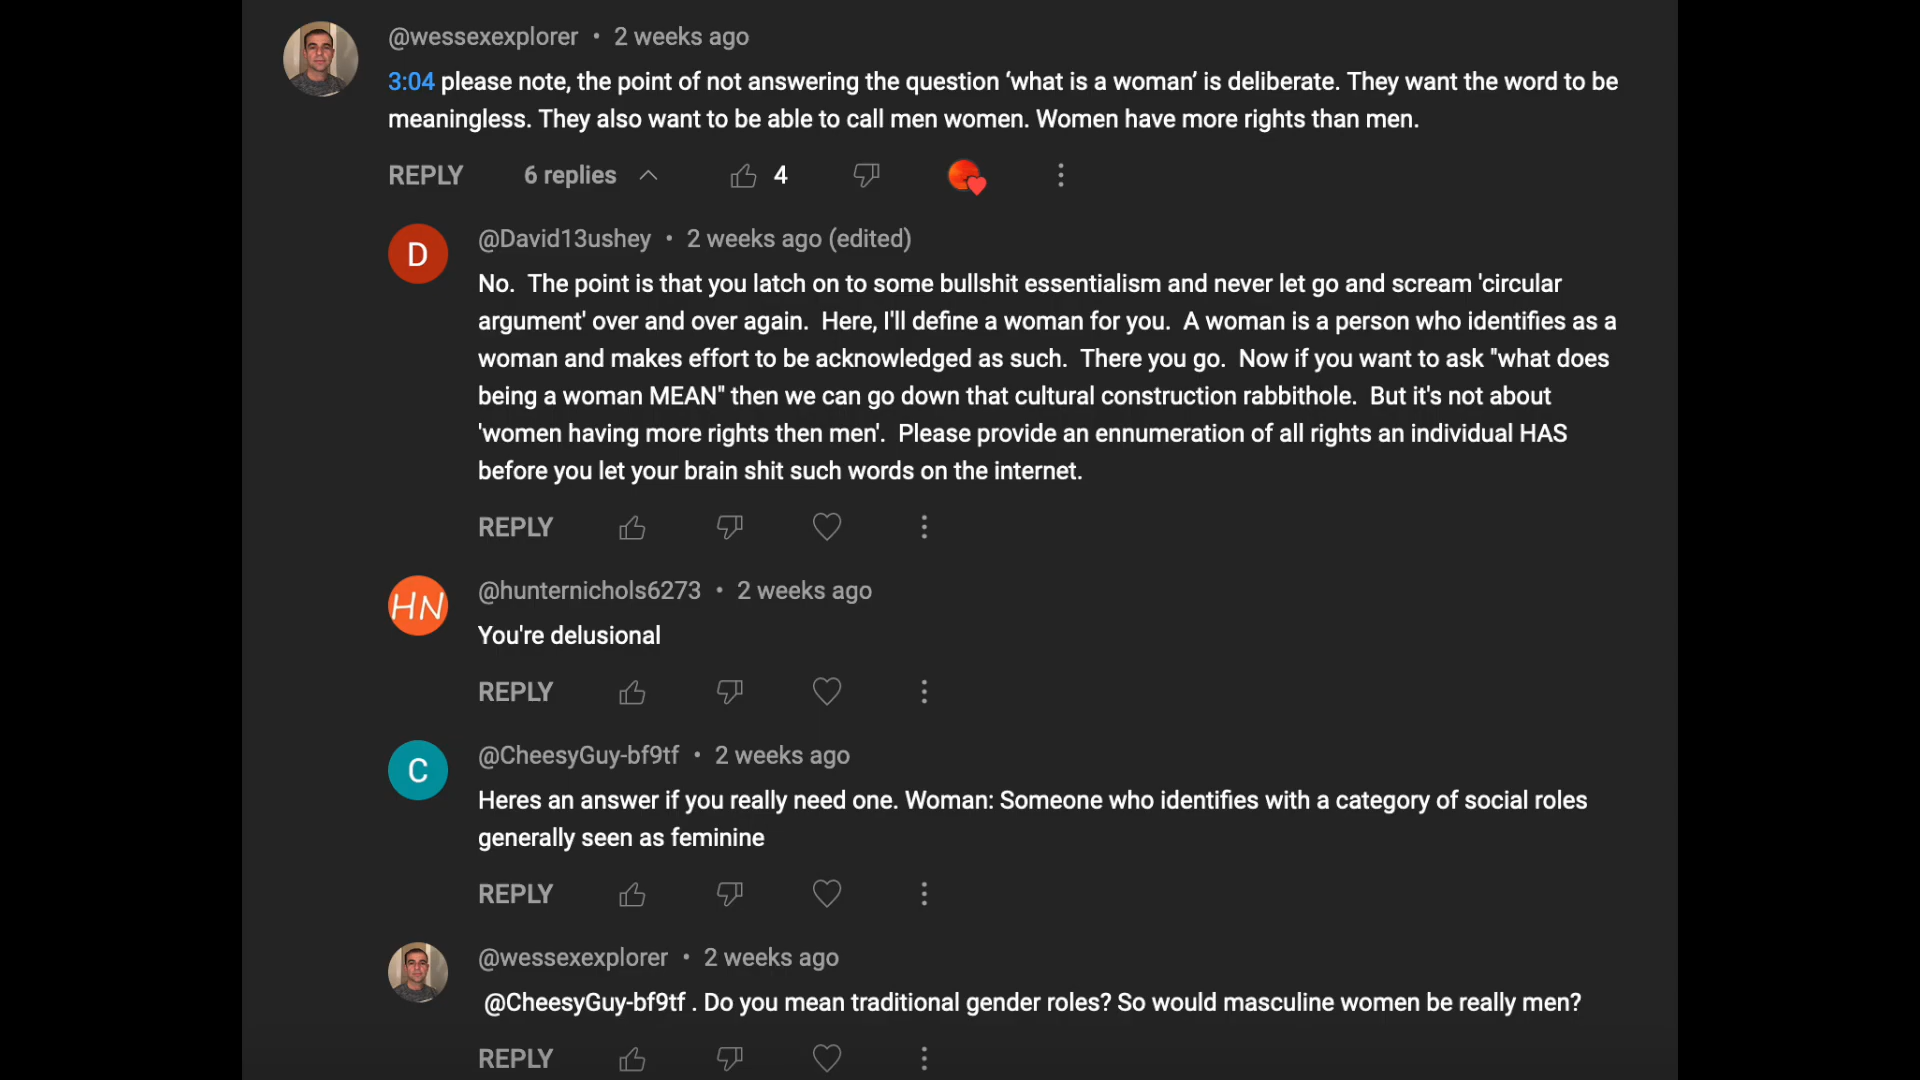 @wessexexplorer • 2 weeks ago
3:04 please note, the point of not answering the question ‘what is a woman’ is deliberate. They want the word to be
meaningless. They also want to be able to call men women. Women have more rights than men.
REPLY 6 replies 4
D
@David13ushey • 2 weeks ago (edited)
No. The point is that you latch on to some bullshit essentialism and never let go and scream 'circular
argument' over and over again. Here, I'll define a woman for you. A woman is a person who identifies as a
woman and makes effort to be acknowledged as such. There you go. Now if you want to ask "what does
being a woman MEAN" then we can go down that cultural construction rabbithole. But it's not about
'women having more rights then men'. Please provide an ennumeration of all rights an individual HAS
before you let your brain shit such words on the internet.
REPLY
HN
@hunternichols6273 • 2 weeks ago
You're delusional
REPLY
C
@CheesyGuy-bf9tf • 2 weeks ago
Heres an answer if you really need one. Woman: Someone who identifies with a category of social roles
generally seen as feminine
REPLY
@wessexexplorer • 2 weeks ago
@CheesyGuy-bf9tf . Do you mean traditional gender roles? So would masculine women be really men?
REPLY